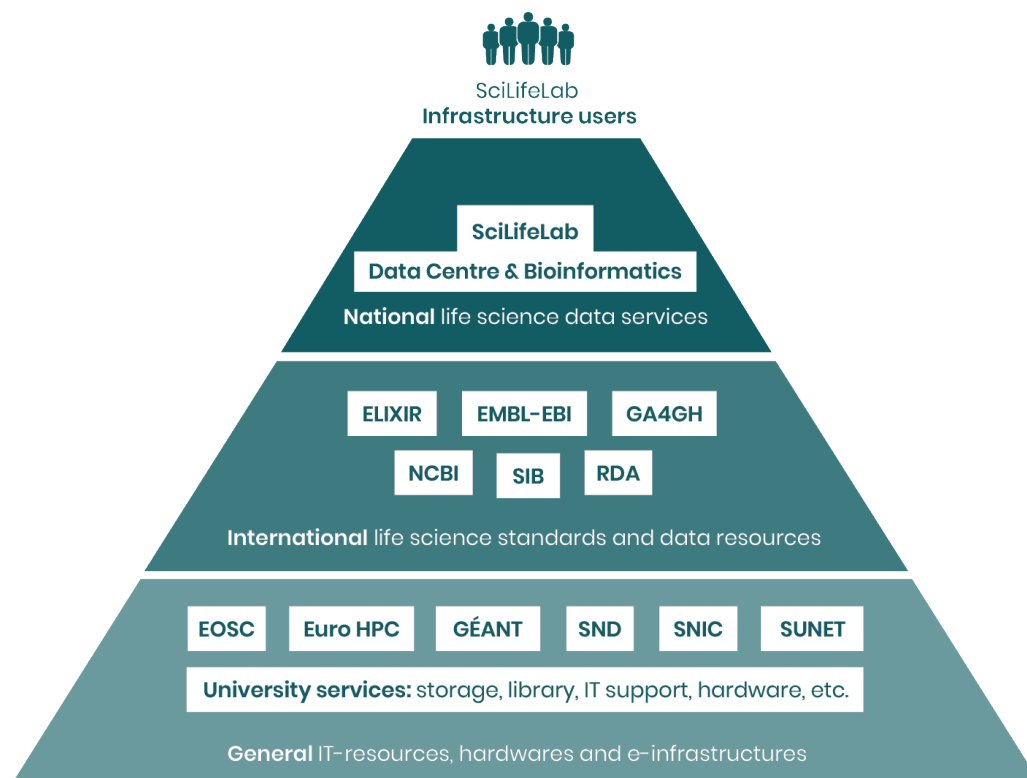 SciLifeLab
Infrastructure users
SciLifeLab
Data Centre & Bioinformatics
National life science data services
ELIXIR EMBL-EBI GA4GH
NCBI SIB RDA
International life science standards and data resources
EOSC Euro HPC GÉANT SND SNIC SUNET
University services: storage, library, IT support, hardware, etc.
General IT-resources, hardwares and e-infrastructures